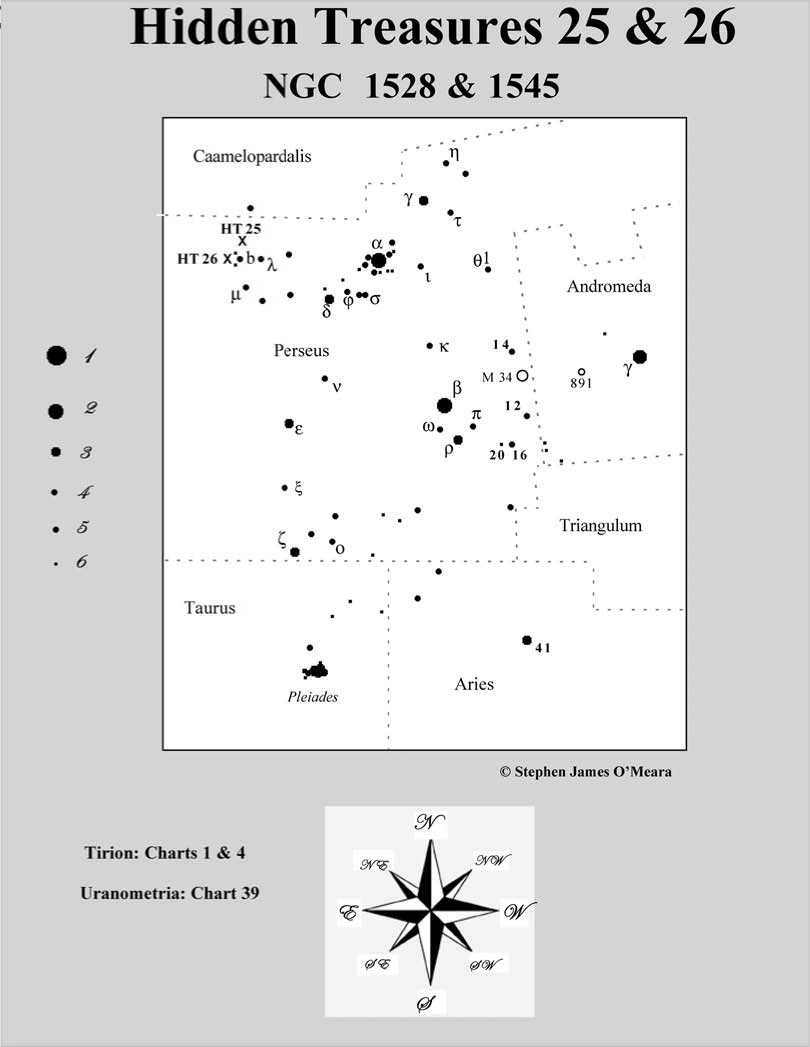 Hidden Treasures 25 & 26
NGC 1528 & 1545
Caamelopardalis
η
γ
τ
HT 25
X
HT 26 X b λ
α
ι
θ1
Andromeda
μ
δ φ σ
Perseus
κ
14
M 34
891
γ
ν
β
12
π
ω
ε
ρ
20 16
ξ
Triangulum
ζ
ο
Taurus
41
Aries
Pleiades
1
2
3
4
5
6
© Stephen James O’Meara
Tirion: Charts 1 & 4
Uranometria: Chart 39
N
NE
NW
E
W
SE
SW
S